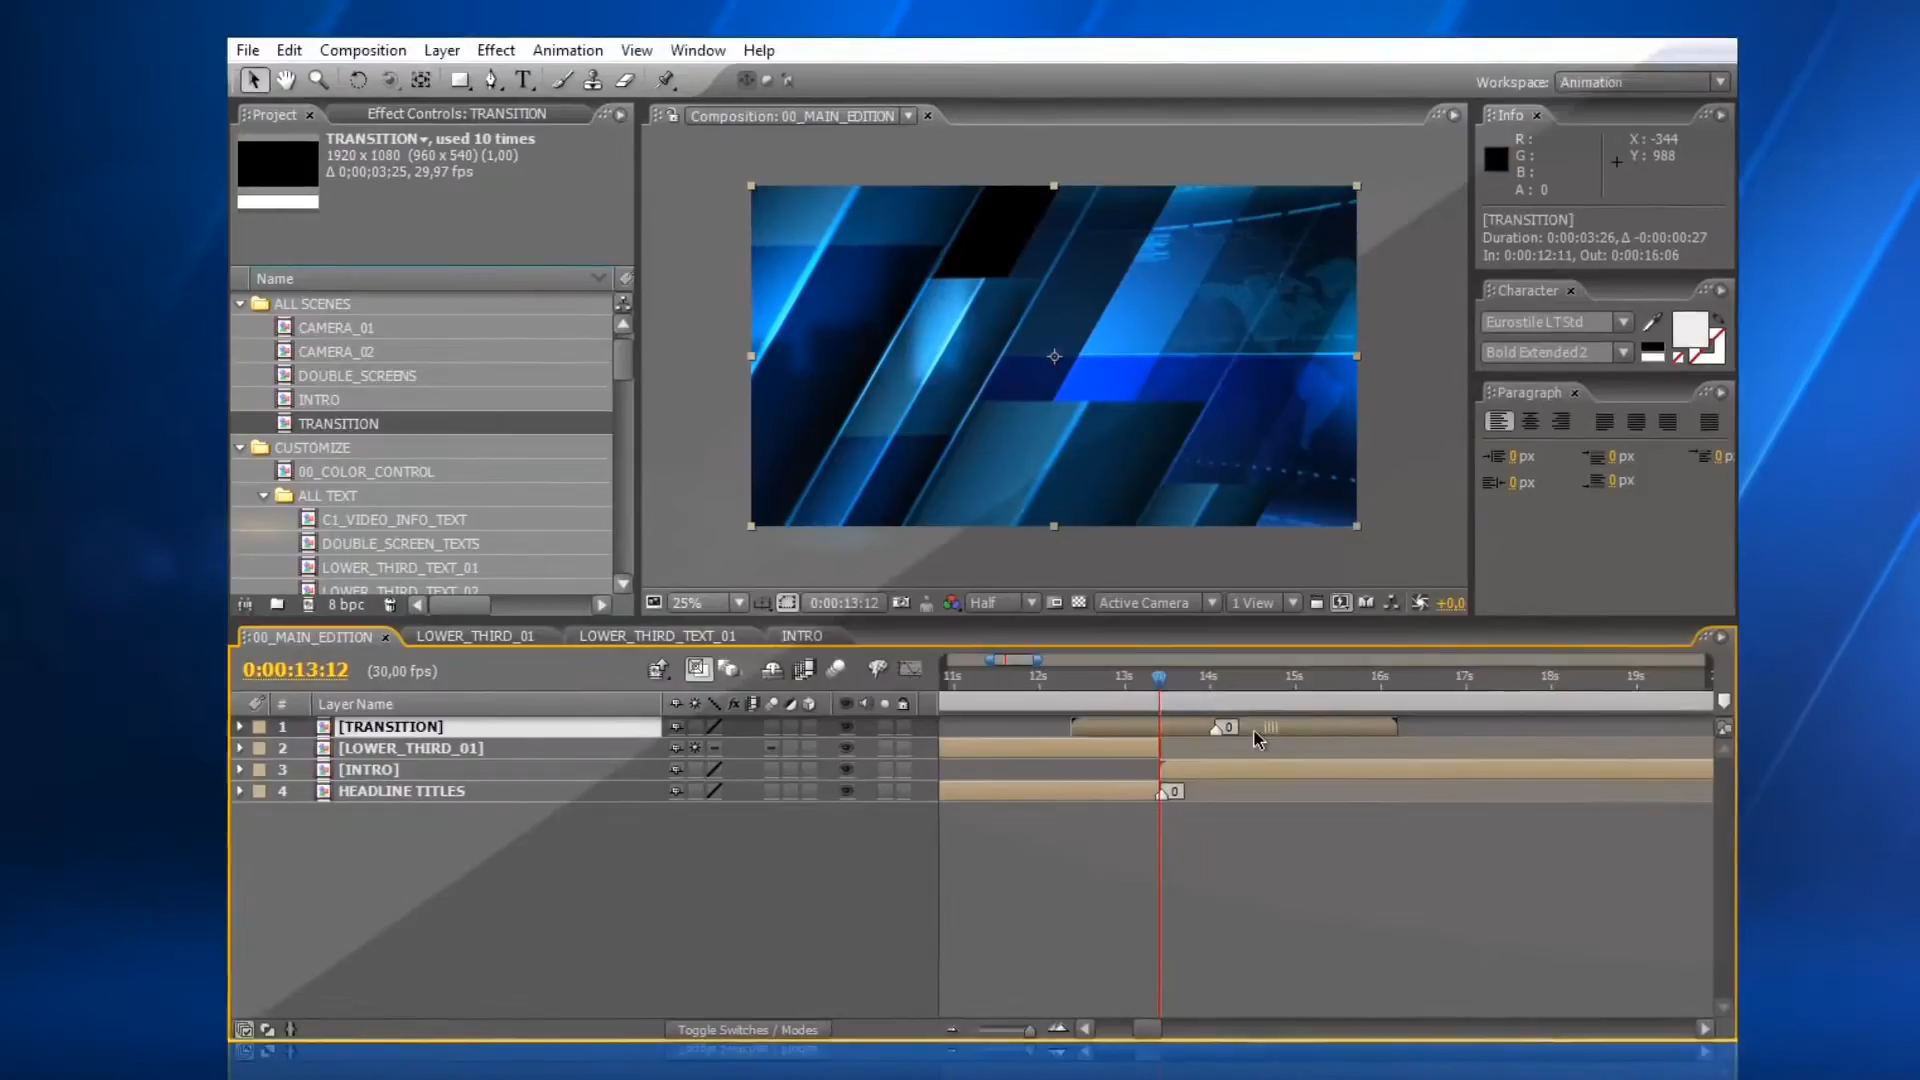 File Edit Composition Layer Effect Animation View Window Help
Workspace: Animation
Project
Effect Controls: TRANSITION
TRANSITION, used 10 times
1920 x 1080 (960 x 540) (1,00)
Δ 0;00;03;25, 29,97 fps
Name
ALL SCENES
CAMERA_01
CAMERA_02
DOUBLE_SCREENS
INTRO
TRANSITION
CUSTOMIZE
00_COLOR_CONTROL
ALL TEXT
C1_VIDEO_INFO_TEXT
DOUBLE_SCREEN_TEXTS
LOWER_THIRD_TEXT_01
LOWER_THIRD_TEXT_02
8 bpc
Composition: 00_MAIN_EDITION
25%
0:00:13:12
Half
Active Camera
1 View
+0,0
Info
R :
G :
B :
A : 0
X : -344
Y : 988
[TRANSITION]
Duration: 0:00:03:26, Δ -0:00:00:27
In: 0:00:12:11, Out: 0:00:16:06
Character
Eurostile LT Std
Bold Extended 2
Paragraph
0 px
0 px
0 p
0 px
0 px
00_MAIN_EDITION
LOWER_THIRD_01
LOWER_THIRD_TEXT_01
INTRO
0:00:13:12 (30,00 fps)
11s 12s 13s 14s 15s 16s 17s 18s 19s
# Layer Name
1 [TRANSITION]
0
2 [LOWER_THIRD_01]
3 [INTRO]
4 HEADLINE TITLES
0
Toggle Switches / Modes